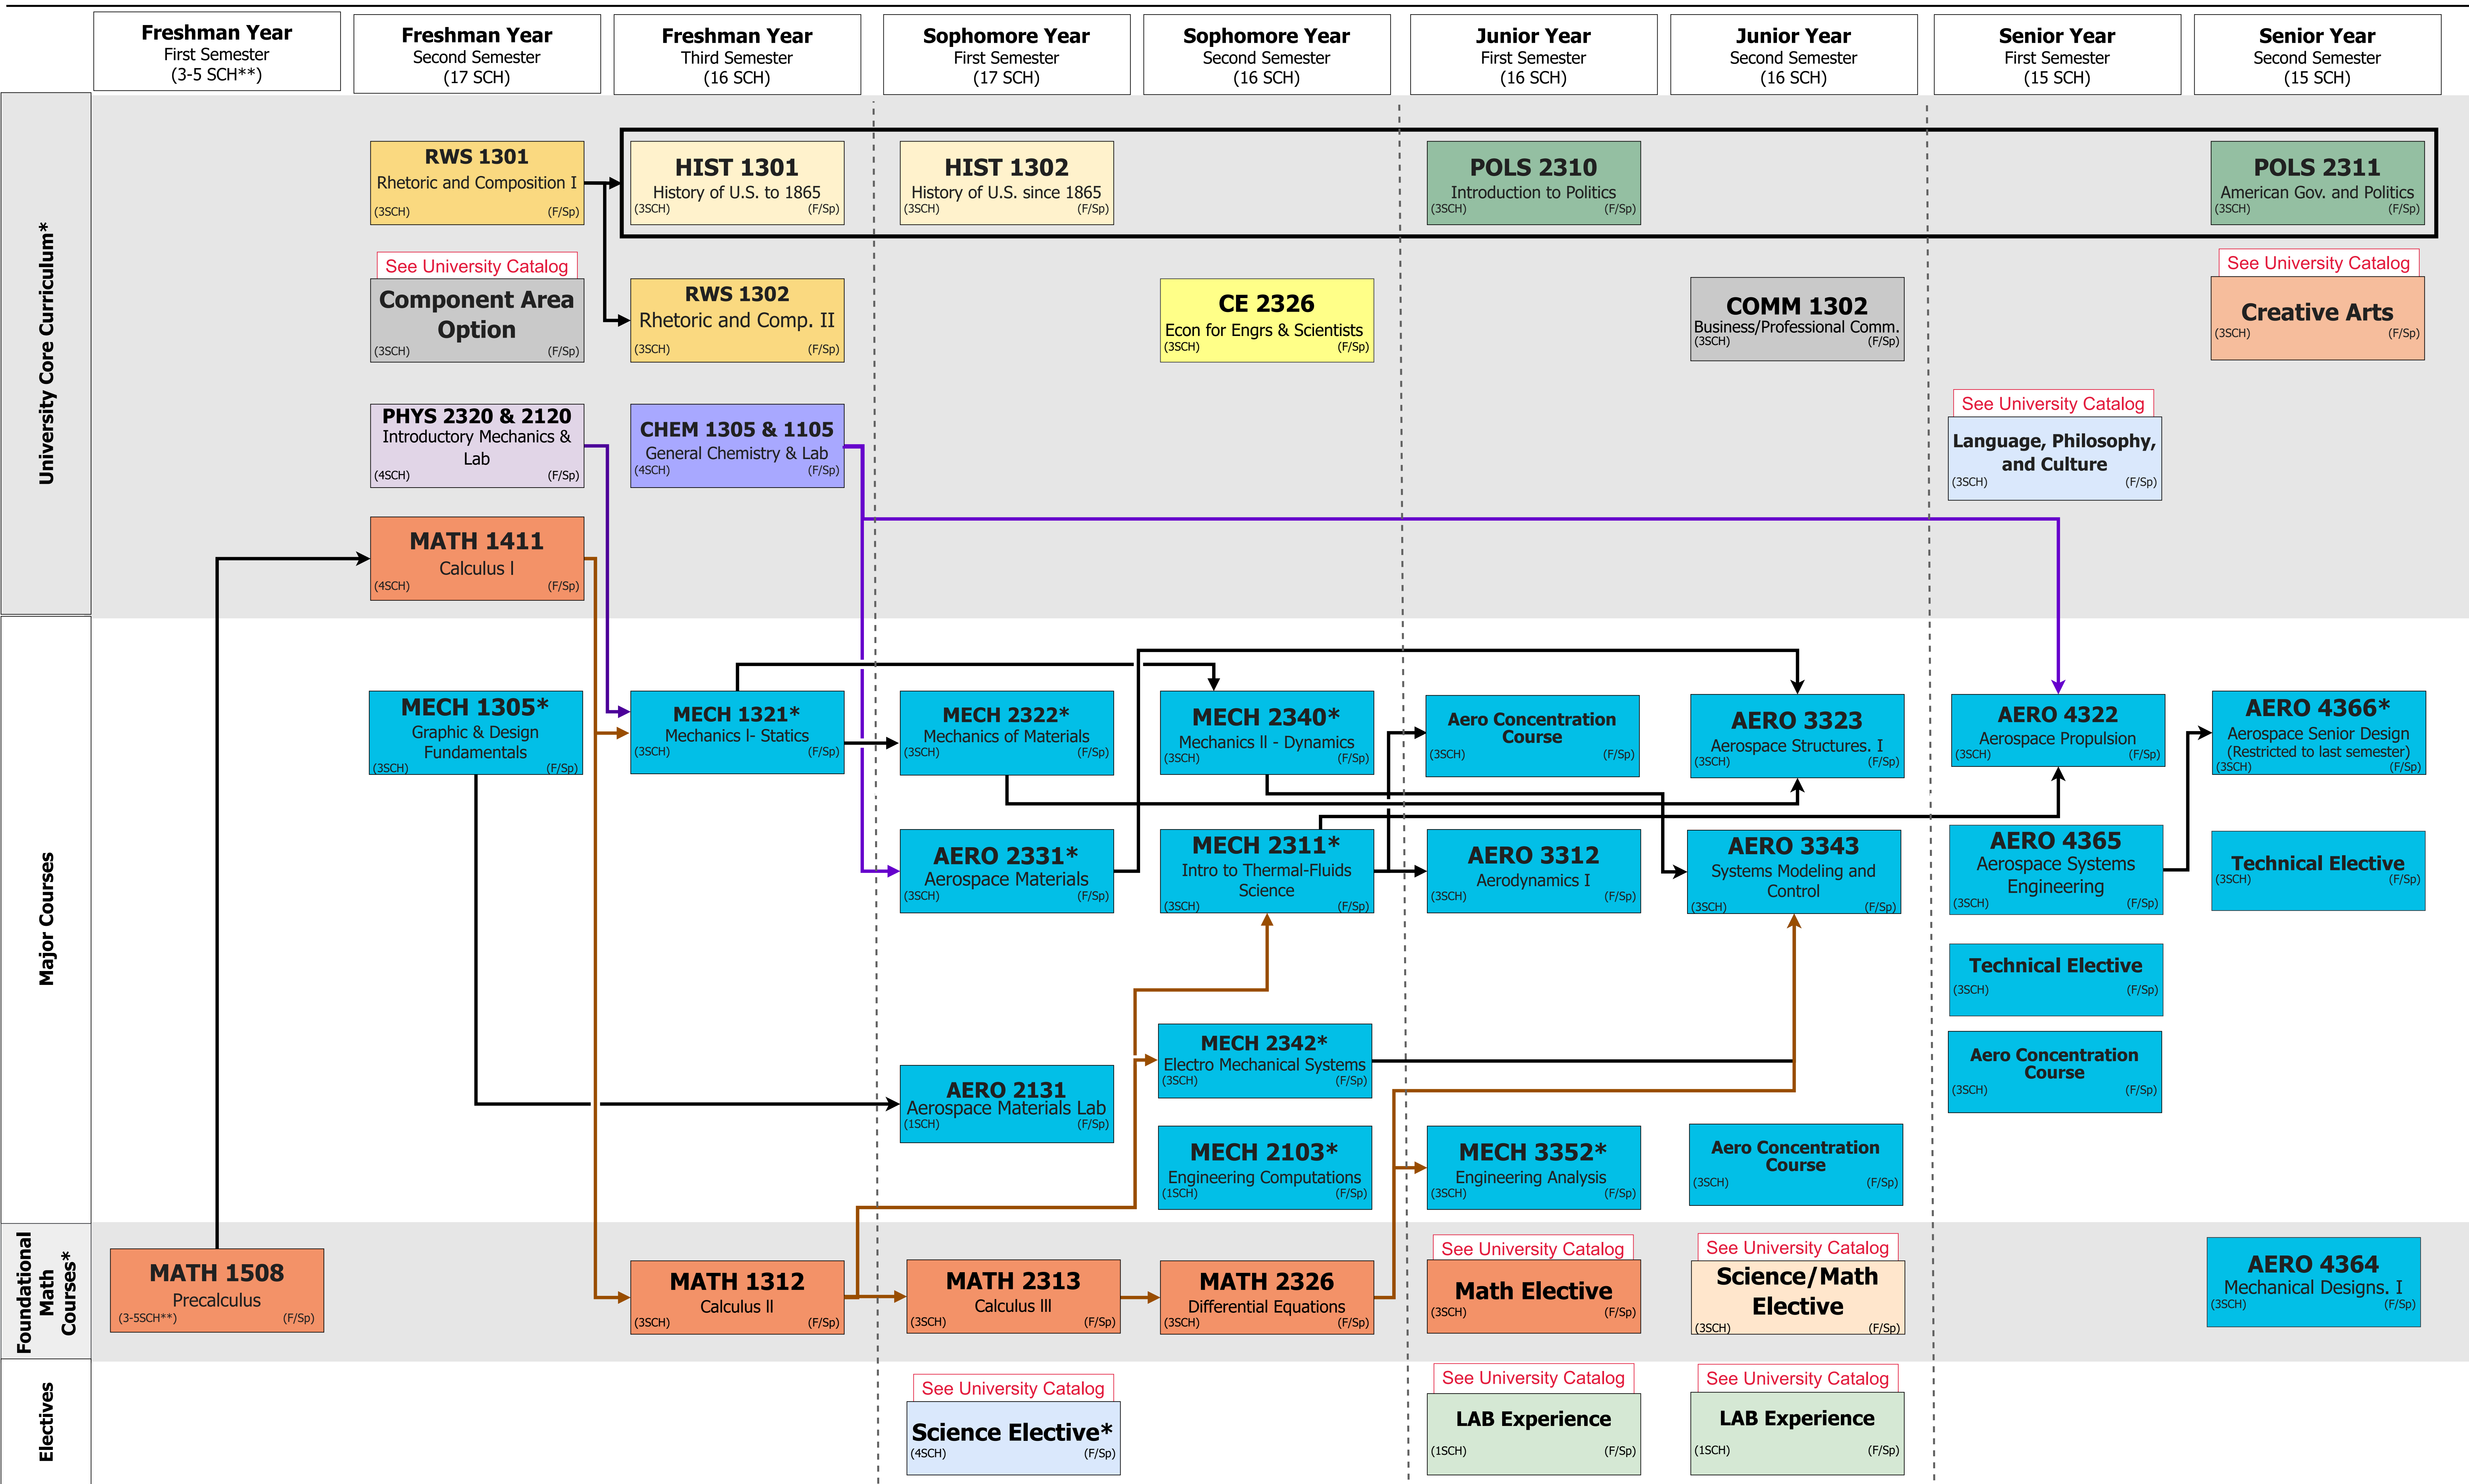 Freshman Year
First Semester
(3-5 SCH**)
Freshman Year
Second Semester
(17 SCH)
Freshman Year
Third Semester
(16 SCH)
Sophomore Year
First Semester
(17 SCH)
Sophomore Year
Second Semester
(16 SCH)
Junior Year
First Semester
(16 SCH)
Junior Year
Second Semester
(16 SCH)
Senior Year
First Semester
(15 SCH)
Senior Year
Second Semester
(15 SCH)
University Core Curriculum*
RWS 1301
Rhetoric and Composition I
(3SCH) (F/Sp)
HIST 1301
History of U.S. to 1865
(3SCH) (F/Sp)
HIST 1302
History of U.S. since 1865
(3SCH) (F/Sp)
POLS 2310
Introduction to Politics
(3SCH) (F/Sp)
POLS 2311
American Gov. and Politics
(3SCH) (F/Sp)
See University Catalog
Component Area
Option
(3SCH) (F/Sp)
RWS 1302
Rhetoric and Comp. II
(3SCH) (F/Sp)
CE 2326
Econ for Engrs & Scientists
(3SCH) (F/Sp)
COMM 1302
Business/Professional Comm.
(3SCH) (F/Sp)
See University Catalog
Creative Arts
(3SCH) (F/Sp)
PHYS 2320 & 2120
Introductory Mechanics &
Lab
(4SCH) (F/Sp)
CHEM 1305 & 1105
General Chemistry & Lab
(4SCH) (F/Sp)
See University Catalog
Language, Philosophy,
and Culture
(3SCH) (F/Sp)
MATH 1411
Calculus I
(4SCH) (F/Sp)
Major Courses
MECH 1305*
Graphic & Design
Fundamentals
(3SCH) (F/Sp)
MECH 1321*
Mechanics I- Statics
(3SCH) (F/Sp)
MECH 2322*
Mechanics of Materials
(3SCH) (F/Sp)
MECH 2340*
Mechanics II - Dynamics
(3SCH) (F/Sp)
Aero Concentration
Course
(3SCH) (F/Sp)
AERO 3323
Aerospace Structures. I
(3SCH) (F/Sp)
AERO 4322
Aerospace Propulsion
(3SCH) (F/Sp)
AERO 4366*
Aerospace Senior Design
(Restricted to last semester)
(3SCH) (F/Sp)
AERO 2331*
Aerospace Materials
(3SCH) (F/Sp)
MECH 2311*
Intro to Thermal-Fluids
Science
(3SCH) (F/Sp)
AERO 3312
Aerodynamics I
(3SCH) (F/Sp)
AERO 3343
Systems Modeling and
Control
(3SCH) (F/Sp)
AERO 4365
Aerospace Systems
Engineering
(3SCH) (F/Sp)
Technical Elective
(3SCH) (F/Sp)
Technical Elective
(3SCH) (F/Sp)
AERO 2131
Aerospace Materials Lab
(1SCH) (F/Sp)
MECH 2342*
Electro Mechanical Systems
(3SCH) (F/Sp)
Aero Concentration
Course
(3SCH) (F/Sp)
MECH 2103*
Engineering Computations
(1SCH) (F/Sp)
MECH 3352*
Engineering Analysis
(3SCH) (F/Sp)
Aero Concentration
Course
(3SCH) (F/Sp)
Foundational
Math
Courses*
MATH 1508
Precalculus
(3-5SCH**) (F/Sp)
MATH 1312
Calculus II
(3SCH) (F/Sp)
MATH 2313
Calculus III
(3SCH) (F/Sp)
MATH 2326
Differential Equations
(3SCH) (F/Sp)
See University Catalog
Math Elective
(3SCH) (F/Sp)
See University Catalog
Science/Math
Elective
(3SCH) (F/Sp)
AERO 4364
Mechanical Designs. I
(3SCH) (F/Sp)
Electives
See University Catalog
Science Elective*
(4SCH) (F/Sp)
See University Catalog
LAB Experience
(1SCH) (F/Sp)
See University Catalog
LAB Experience
(1SCH) (F/Sp)